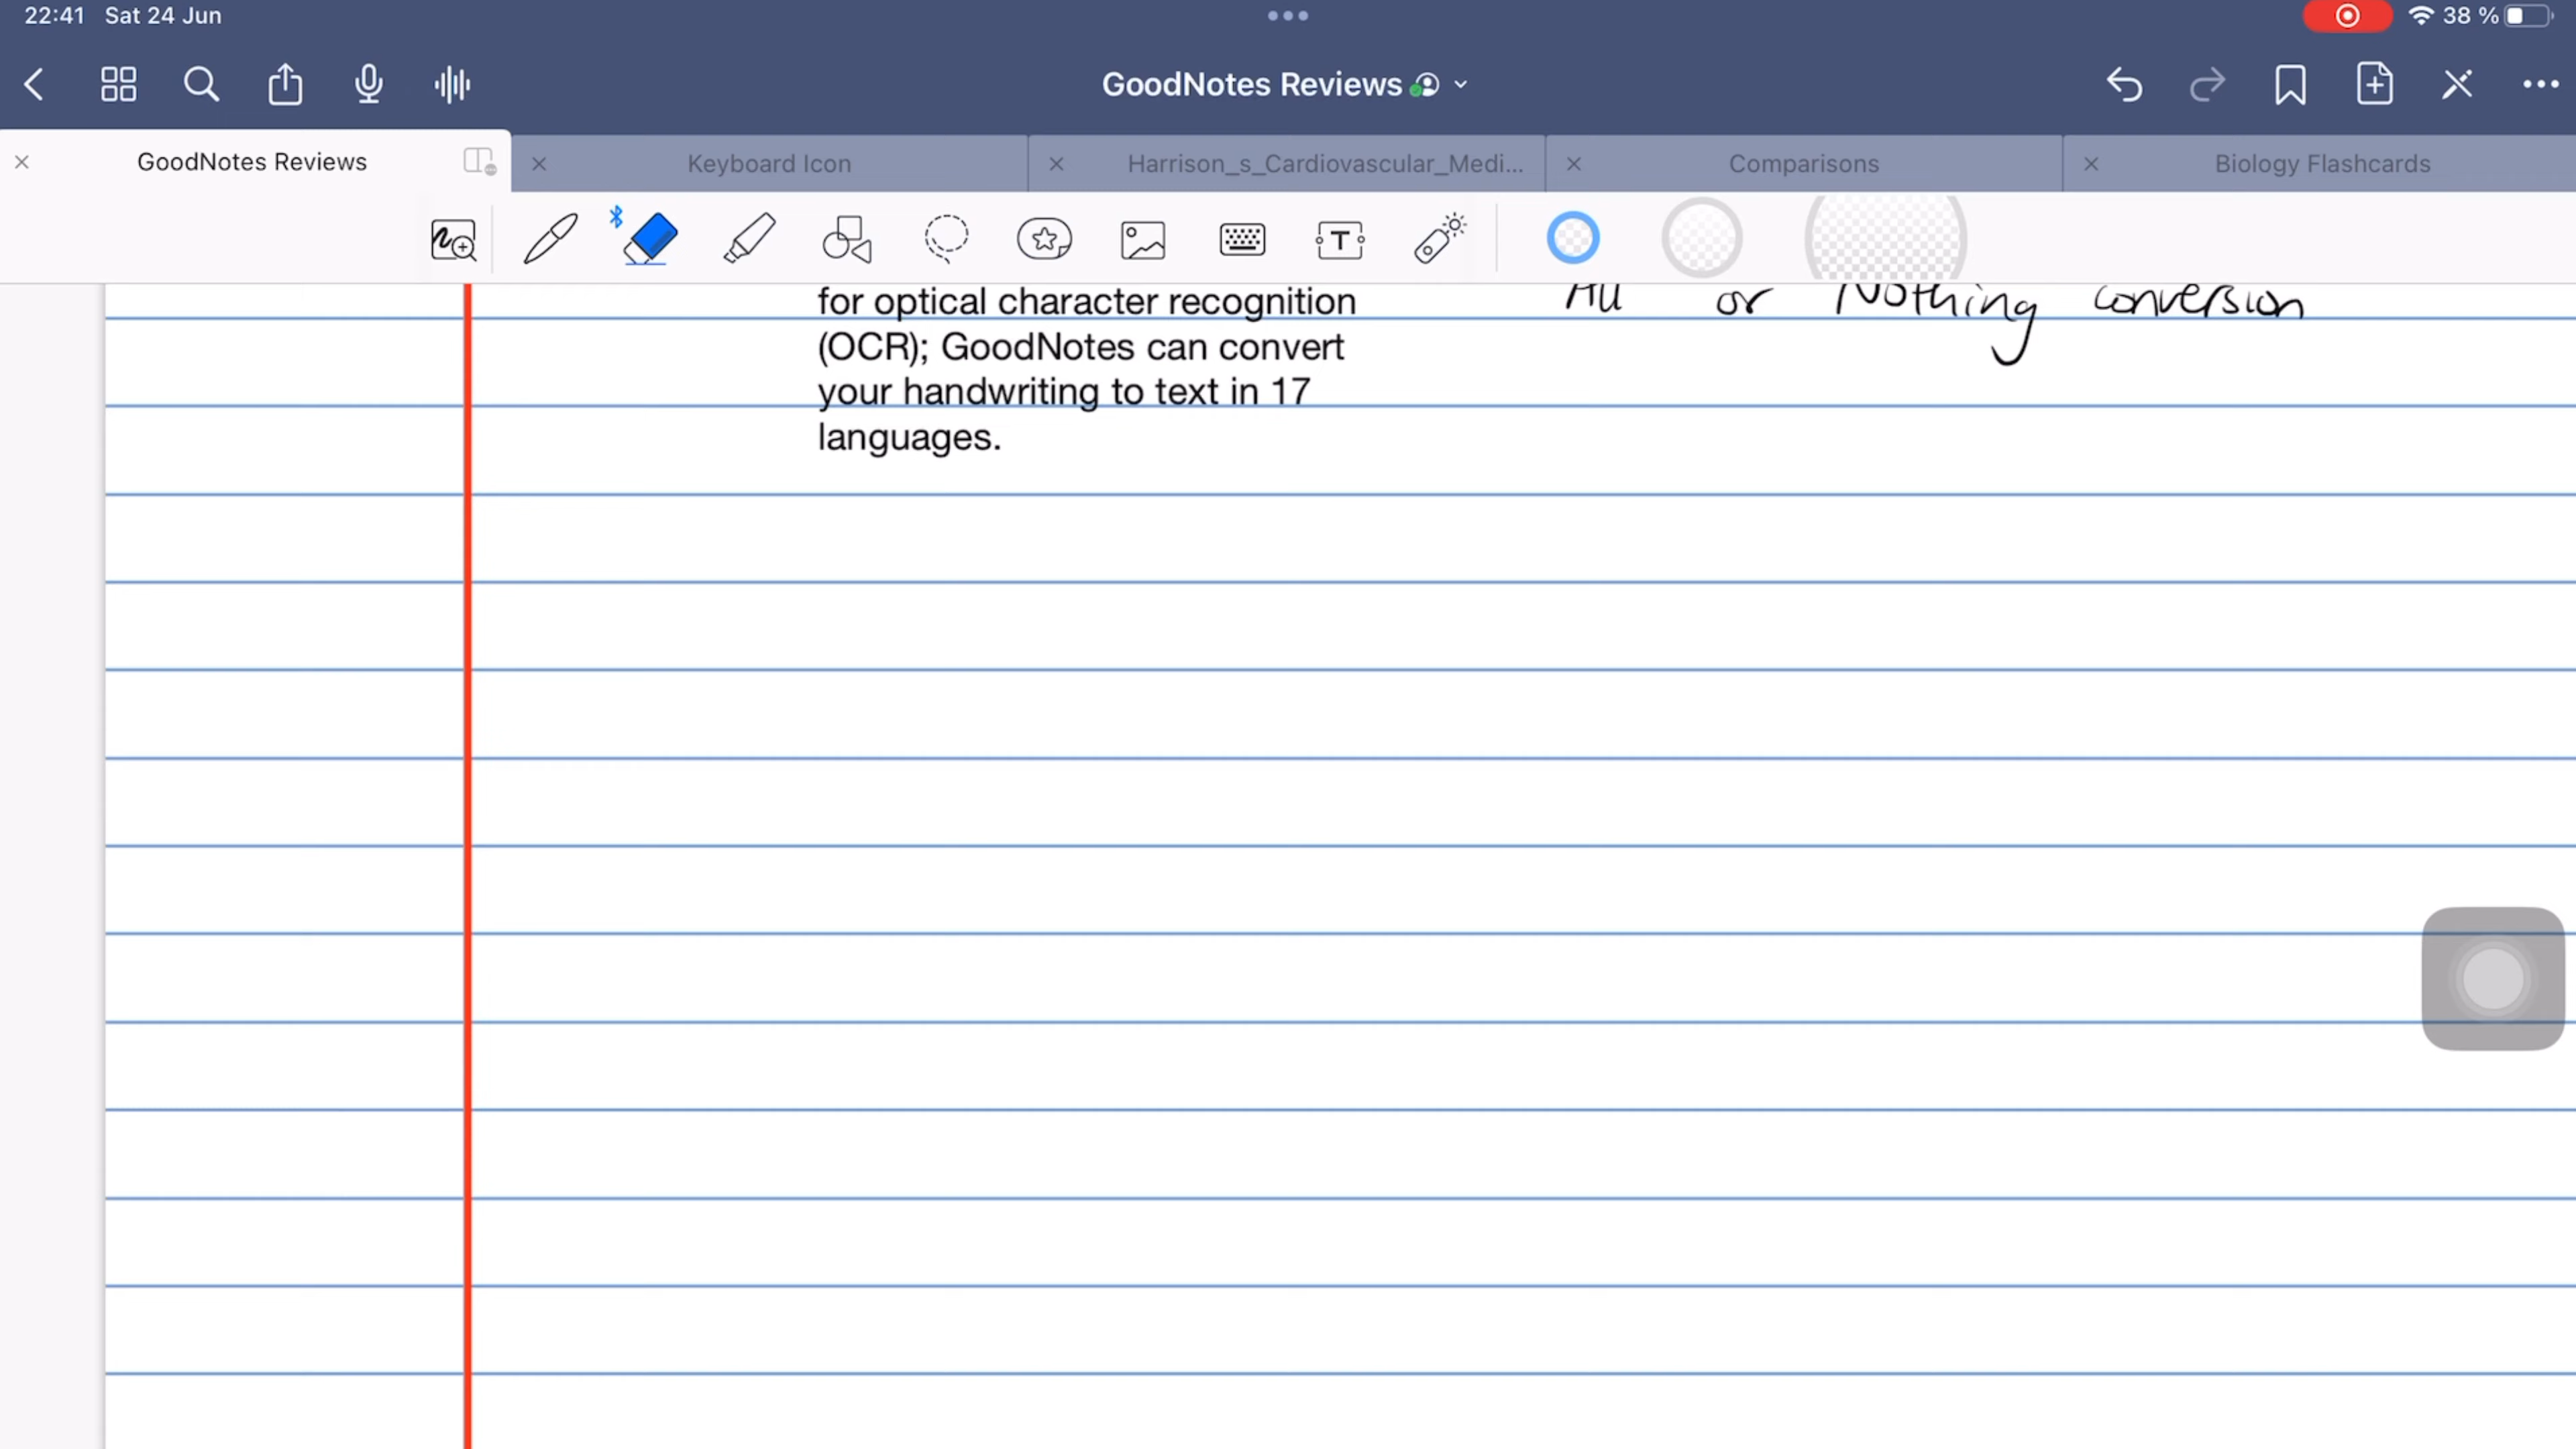 22:41 Sat 24 Jun
38 %
GoodNotes Reviews
GoodNotes Reviews
Keyboard Icon
Harrison_s_Cardiovascular_Medi...
Comparisons
Biology Flashcards
T
for optical character recognition
(OCR); GoodNotes can convert
your handwriting to text in 17
languages.
All or Nothing conversion